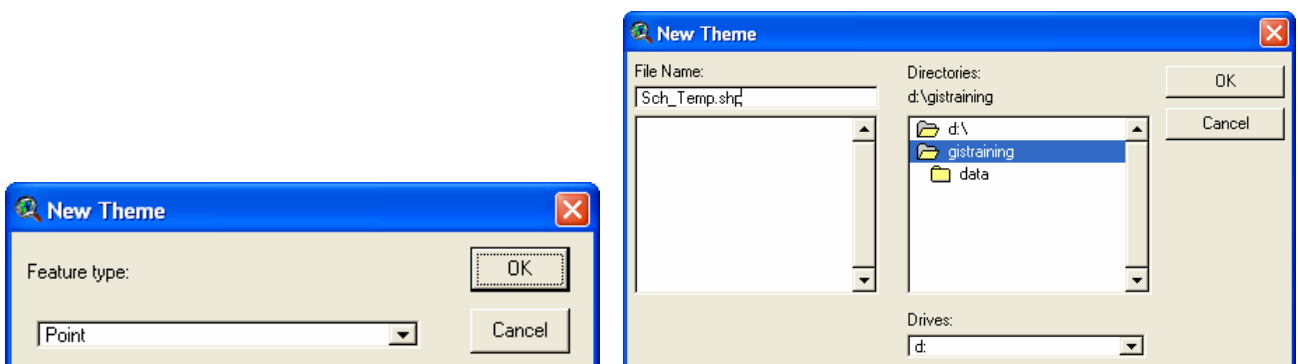 New Theme
Feature type:
OK
Point
Cancel
New Theme
File Name:
Sch_Temp.shp
Directories:
d:\gistraining
OK
Cancel
d:\
gistraining
data
Drives:
d: